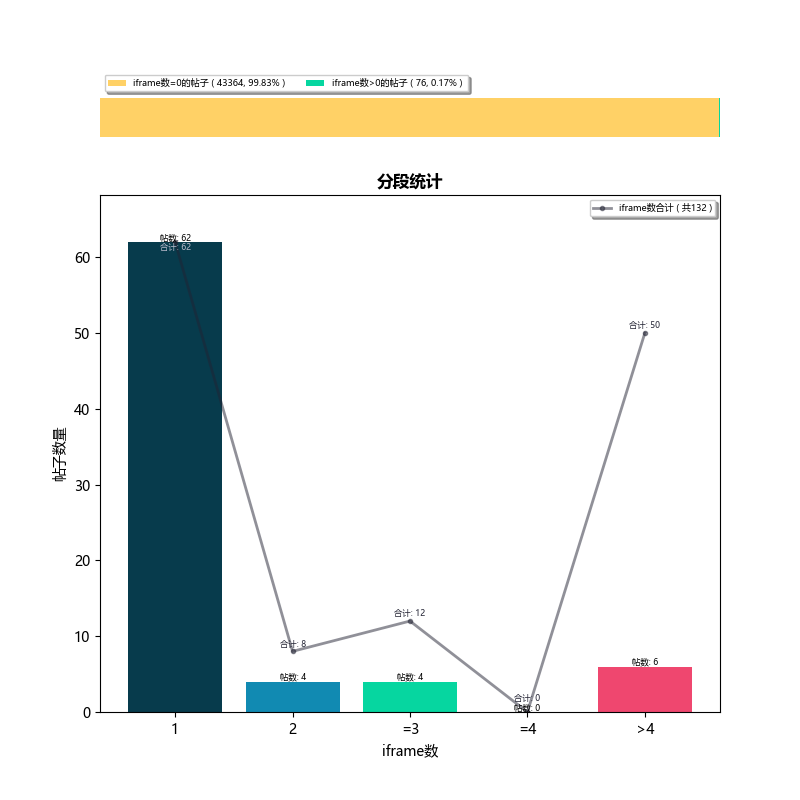 iframe数=0的帖子 ( 43364, 99.83% )
iframe数>0的帖子 ( 76, 0.17% )
分段统计
iframe数合计 ( 共132 )
帖子数量
60
50
40
30
20
10
0
帖数: 62
合计: 62
合计: 8
帖数: 4
合计: 12
帖数: 4
合计: 0
帖数: 0
合计: 50
帖数: 6
1
2
=3
=4
>4
iframe数